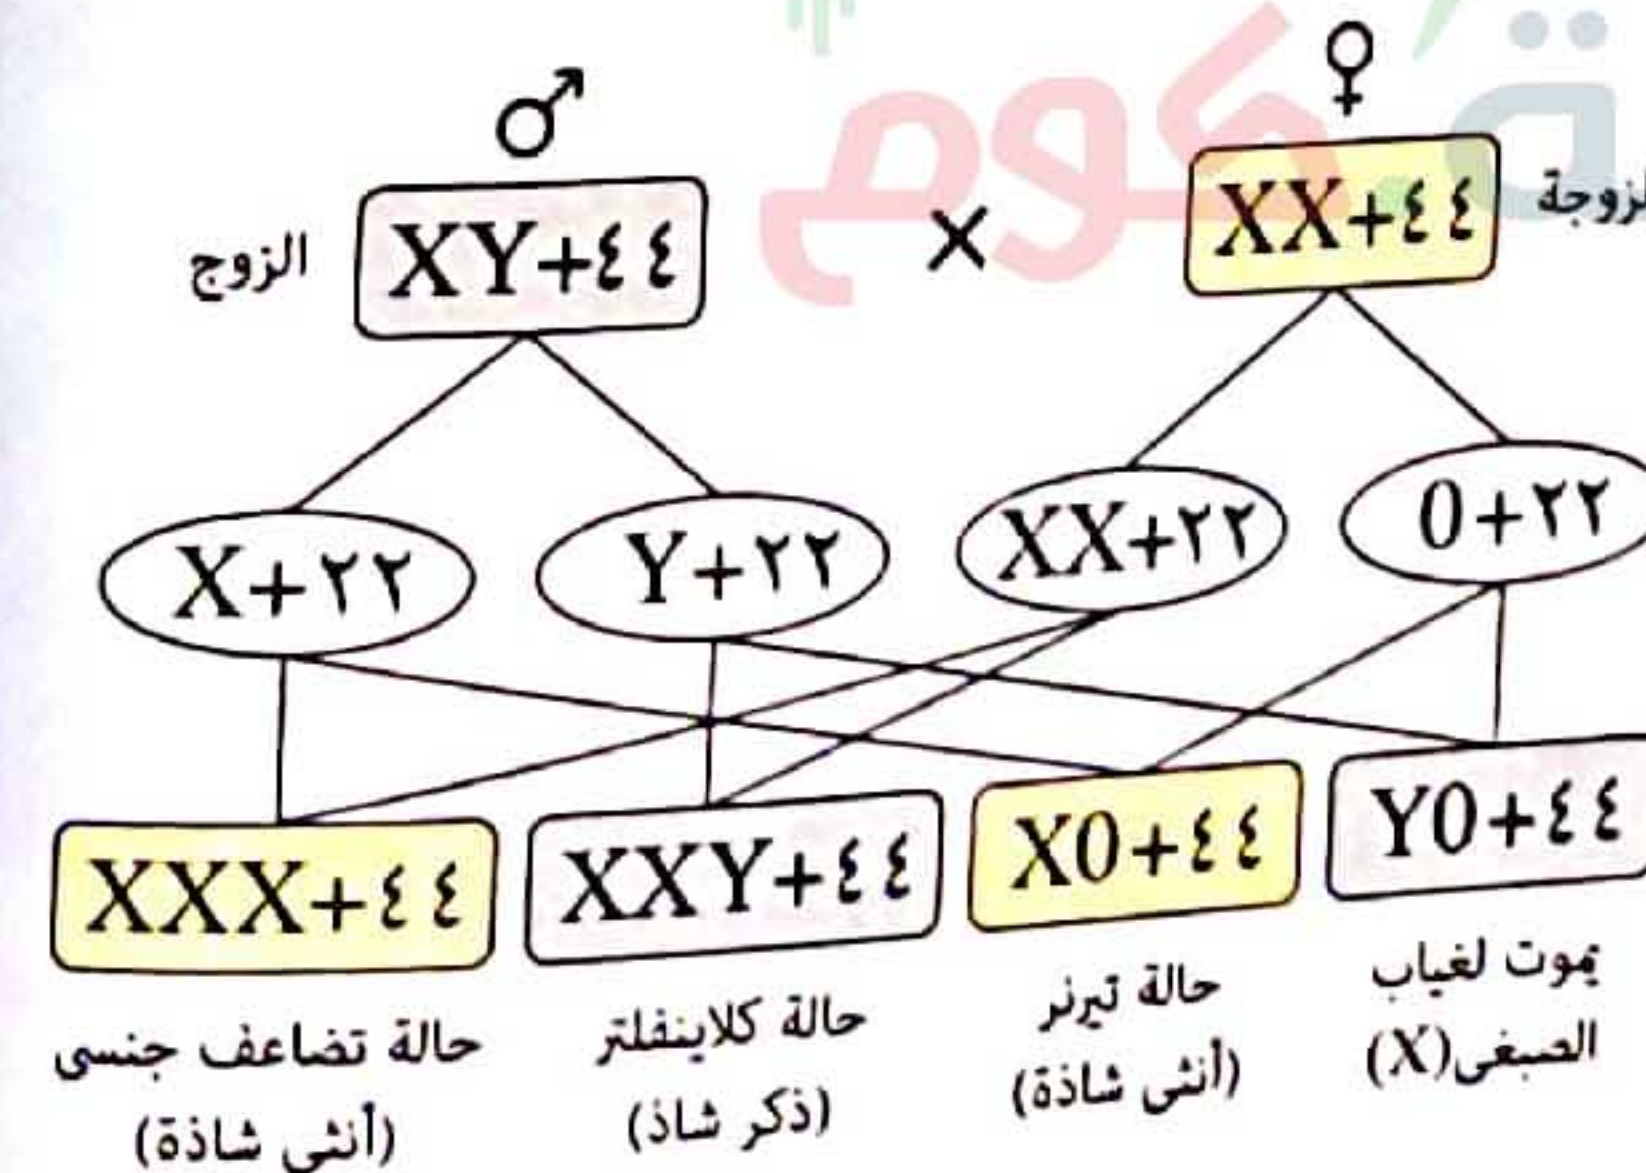 ♂ ♀
الزوج XY+٤٤ × XX+٤٤
X+٢٢ Y+٢٢ XX+٢٢ 0+٢٢
XXX+٤٤ XXY+٤٤ X0+٤٤ Y0+٤٤
حالة تضاعف جنسى
(أنثى شاذة)
حالة كلاينفلتر
(ذكر شاذ)
حالة تيرنر
(أنثى شاذة)
يموت لغياب
الصبغى (X)
كوم